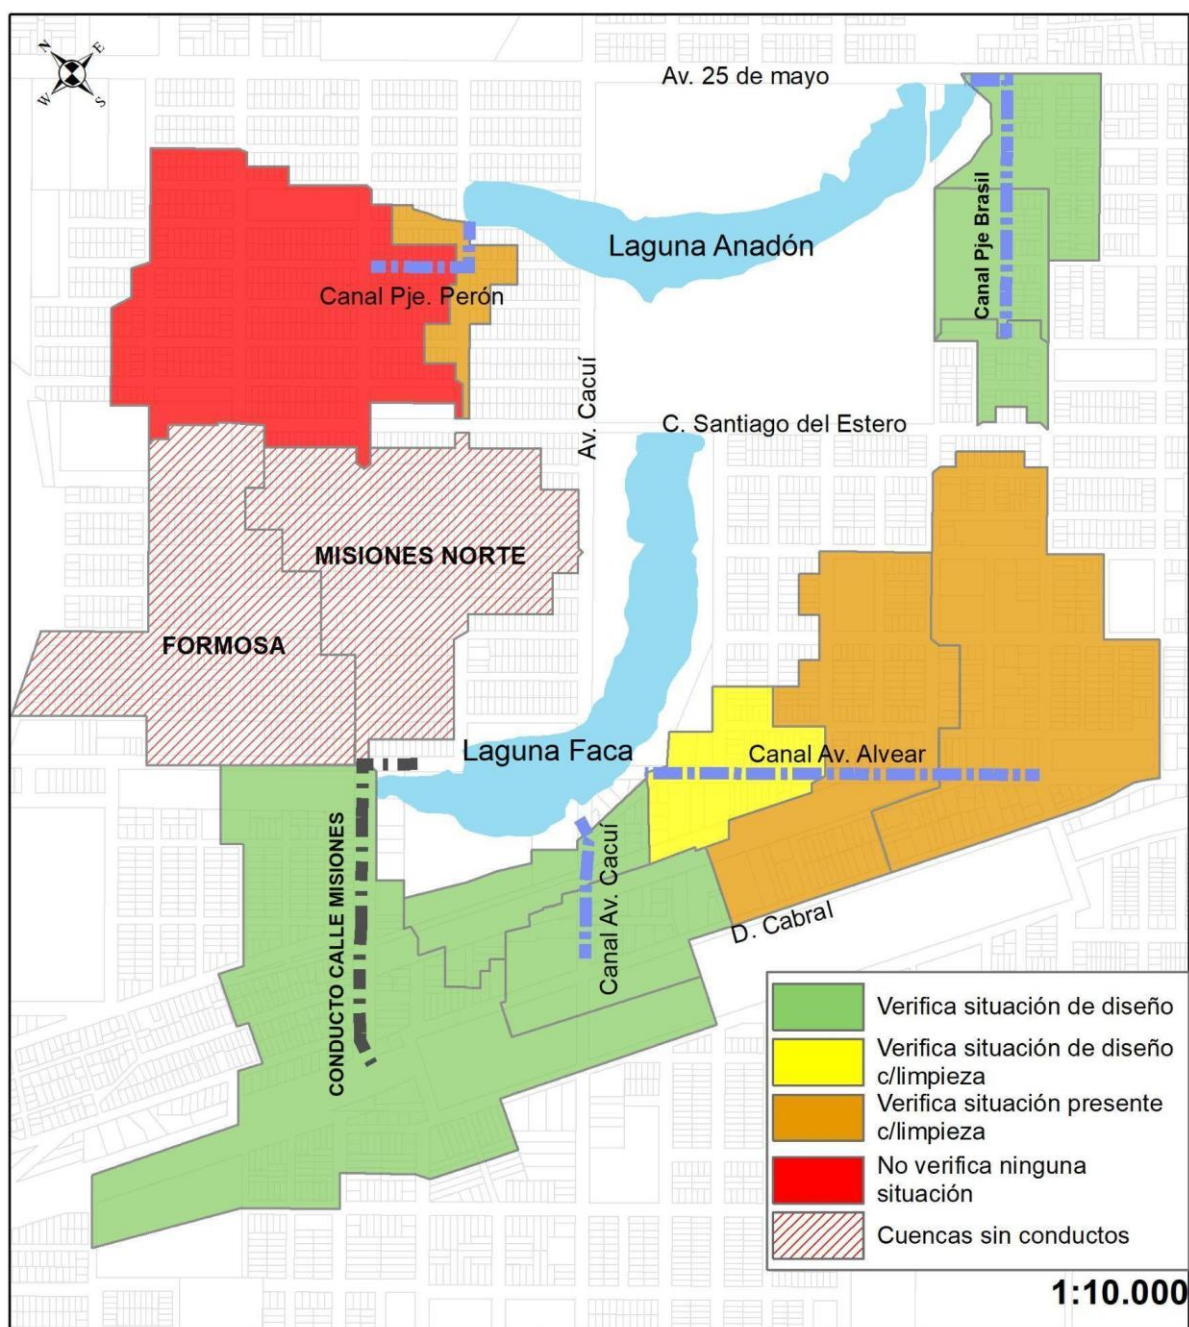 N
E
W
S
Av. 25 de mayo
Laguna Anadón
Canal Pje Brasil
Canal Pje. Perón
Av. Cacuí
C. Santiago del Estero
MISIONES NORTE
FORMOSA
Laguna Faca
Canal Av. Alvear
CONDUCTO CALLE MISIONES
Canal Av. Cacuí
D. Cabral
Verifica situación de diseño
Verifica situación de diseño
c/limpieza
Verifica situación presente
c/limpieza
No verifica ninguna
situación
Cuencas sin conductos
1:10.000